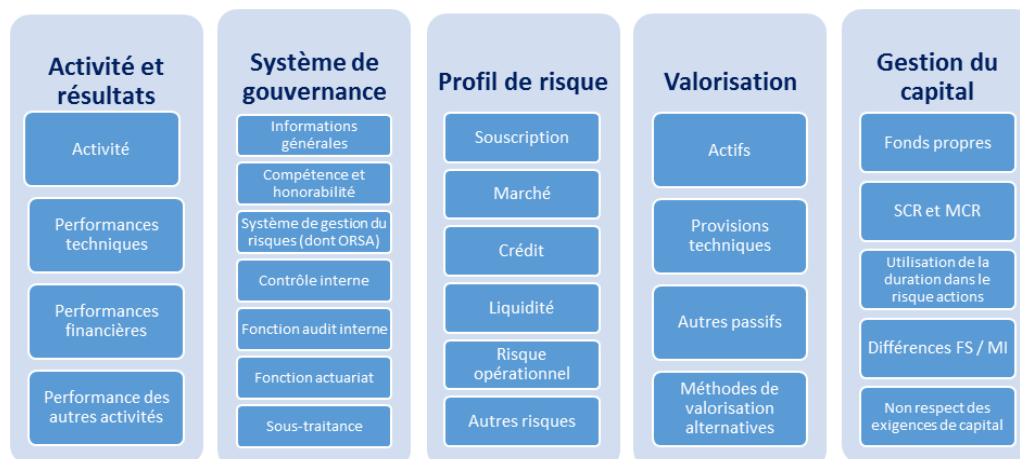 Activité et
résultats
Activité
Performances
techniques
Performances
financières
Performance des
autres activités
Système de
gouvernance
Informations
générales
Compétence et
honorabilité
Système de gestion du
risques (dont ORSA)
Contrôle interne
Fonction audit interne
Fonction actuariat
Sous-traitance
Profil de risque
Souscription
Marché
Crédit
Liquidité
Risque
opérationnel
Autres risques
Valorisation
Actifs
Provisions
techniques
Autres passifs
Méthodes de
valorisation
alternatives
Gestion du
capital
Fonds propres
SCR et MCR
Utilisation de la
duration dans le
risque actions
Différences FS / MI
Non respect des
exigences de capital